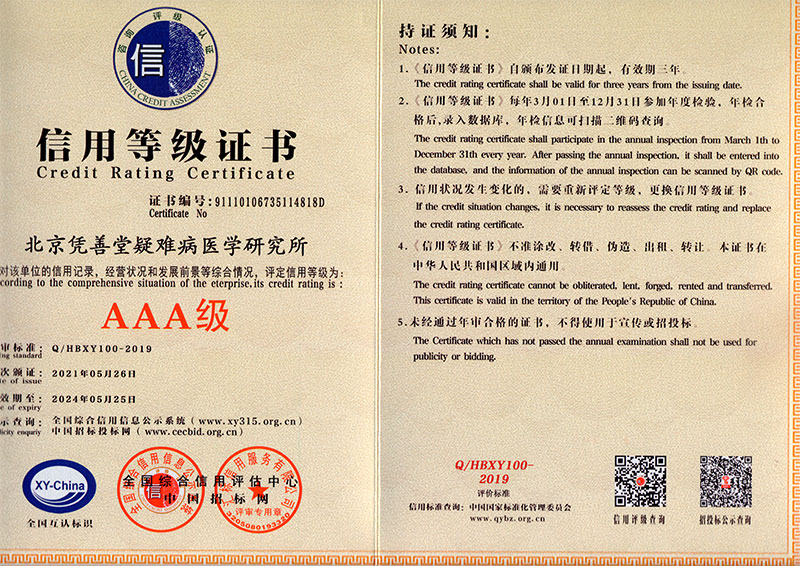 咨询 评级 认证
信
CHINA CREDIT ASSESSMENT
信用等级证书
Credit Rating Certificate
证书编号:91110106735114818D
Certificate No
北京凭善堂疑难病医学研究所
对该单位的信用记录，经营状况和发展前景等综合情况，评定信用等级为：
cording to the comprehensive situation of the eterprise,its credit rating is :
AAA级
审标准： Q/HBXY100-2019
ing standard
次颁证： 2021年05月26日
te of issue
效期至： 2024年05月25日
e of expiry
示查询： 全国综合信用信息公示系统（www.xy315.org.cn）
licity enquriy 中国招标投标网（www.cecbid.org.cn）
XY-China
全国互认标识
全国综合信用评估中心
中国招标网
信
评审专用章
3205080193320
持证须知：
Notes:
1.《信用等级证书》自颁布发证日期起，有效期三年。
The credit rating certificate shall be valid for three years from the issuing date.
2.《信用等级证书》每年3月01日至12月31日参加年度检验，年检合
格后,录入数据库，年检信息可扫描二维码查询。
The credit rating certificate shall participate in the annual inspection from March 1th to
December 31th every year. After passing the annual inspection, it shall be entered into
the database, and the information of the annual inspection can be scanned by QR code.
3. 信用状况发生变化的，需要重新评定等级，更换信用等级证书。
If the credit situation changes, it is necessary to reassess the credit rating and replace
the credit rating certificate.
4.《信用等级证书》不准涂改、转借、伪造、出租、转让。本证书在
中华人民共和国区域内通用。
The credit rating certificate cannot be obliterated, lent, forged, rented and transferred.
This certificate is valid in the territory of the People's Republic of China.
5.未经通过年审合格的证书，不得使用于宣传或招投标。
The Certificate which has not passed the annual examination shall not be used for
publicity or bidding.
Q/HBXY100-
2019
评价标准
信用标准查询：中国国家标准化管理委员会
www.qybz.org.cn
信用评级查询
招投标公示查询